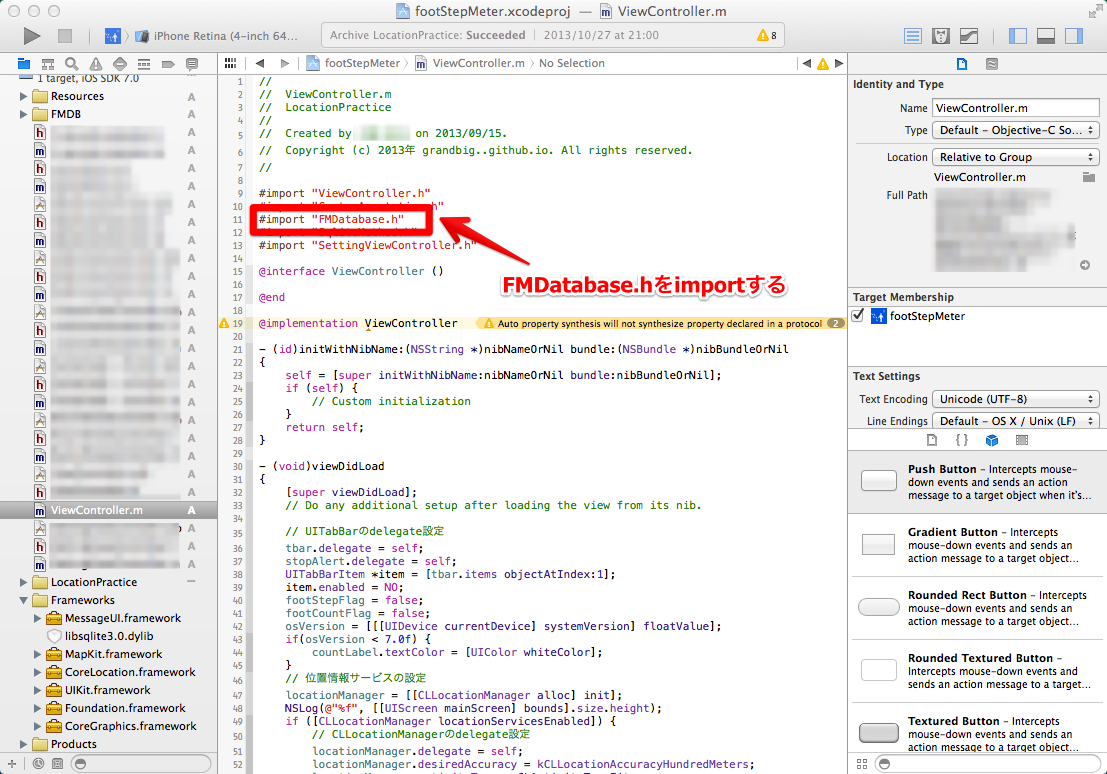 footStepMeter.xcodeproj — ViewController.m
iPhone Retina (4-inch 64...
Archive LocationPractice: Succeeded | 2013/10/27 at 21:00
8
footStepMeter
ViewController.m
No Selection
1 target, iOS SDK 7.0
Resources A
FMDB A
ViewController.m A
LocationPractice
Frameworks
MessageUI.framework
libsqlite3.0.dylib
MapKit.framework
CoreLocation.framework
UIKit.framework
Foundation.framework
CoreGraphics.framework
Products
1 //
2 // ViewController.m
3 // LocationPractice
4 //
5 // Created by on 2013/09/15.
6 // Copyright (c) 2013年 grandbig..github.io. All rights reserved.
7 //
8
9 #import "ViewController.h"
10
11 #import "FMDatabase.h"
12
13 #import "SettingViewController.h"
14
15 @interface ViewController ()
16
17 @end
18
19 @implementation ViewController
Auto property synthesis will not synthesize property declared in a protocol 2
20
21 - (id)initWithNibName:(NSString *)nibNameOrNil bundle:(NSBundle *)nibBundleOrNil
22 {
23 self = [super initWithNibName:nibNameOrNil bundle:nibBundleOrNil];
24 if (self) {
25 // Custom initialization
26 }
27 return self;
28 }
29
30 - (void)viewDidLoad
31 {
32 [super viewDidLoad];
33 // Do any additional setup after loading the view from its nib.
34
35 // UITabBarのdelegate設定
36 tbar.delegate = self;
37 stopAlert.delegate = self;
38 UITabBarItem *item = [tbar.items objectAtIndex:1];
39 item.enabled = NO;
40 footStepFlag = false;
41 footCountFlag = false;
42 osVersion = [[[UIDevice currentDevice] systemVersion] floatValue];
43 if(osVersion < 7.0f) {
44 countLabel.textColor = [UIColor whiteColor];
45 }
46 // 位置情報サービスの設定
47 locationManager = [[CLLocationManager alloc] init];
48 NSLog(@"%f", [[UIScreen mainScreen] bounds].size.height);
49 if ([CLLocationManager locationServicesEnabled]) {
50 // CLLocationManagerのdelegate設定
51 locationManager.delegate = self;
52 locationManager.desiredAccuracy = kCLLocationAccuracyHundredMeters;
FMDatabase.hをimportする
Identity and Type
Name ViewController.m
Type Default - Objective-C So...
Location Relative to Group
ViewController.m
Full Path
Target Membership
footStepMeter
Text Settings
Text Encoding Unicode (UTF-8)
Line Endings Default - OS X / Unix (LF)
Push Button - Intercepts mouse-
down events and sends an action
message to a target object when it's...
Gradient Button - Intercepts
mouse-down events and sends an
action message to a target object...
Rounded Rect Button - Intercepts
mouse-down events and sends an
action message to a target object...
Rounded Textured Button -
Intercepts mouse-down events and
sends an action message to a target...
Textured Button - Intercepts
mouse-down events and sends an
action message to a target object...